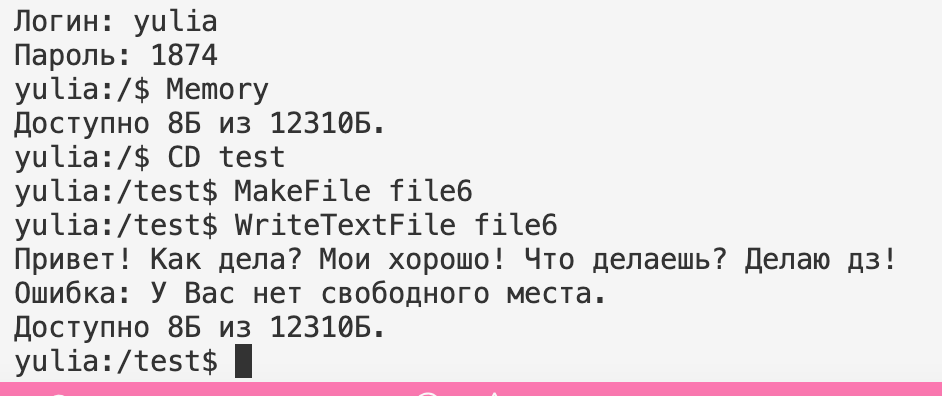 Логин: yulia
Пароль: 1874
yulia:/$ Memory
Доступно 8Б из 12310Б.
yulia:/$ CD test
yulia:/test$ MakeFile file6
yulia:/test$ WriteTextFile file6
Привет! Как дела? Мои хорошо! Что делаешь? Делаю дз!
Ошибка: У Вас нет свободного места.
Доступно 8Б из 12310Б.
yulia:/test$